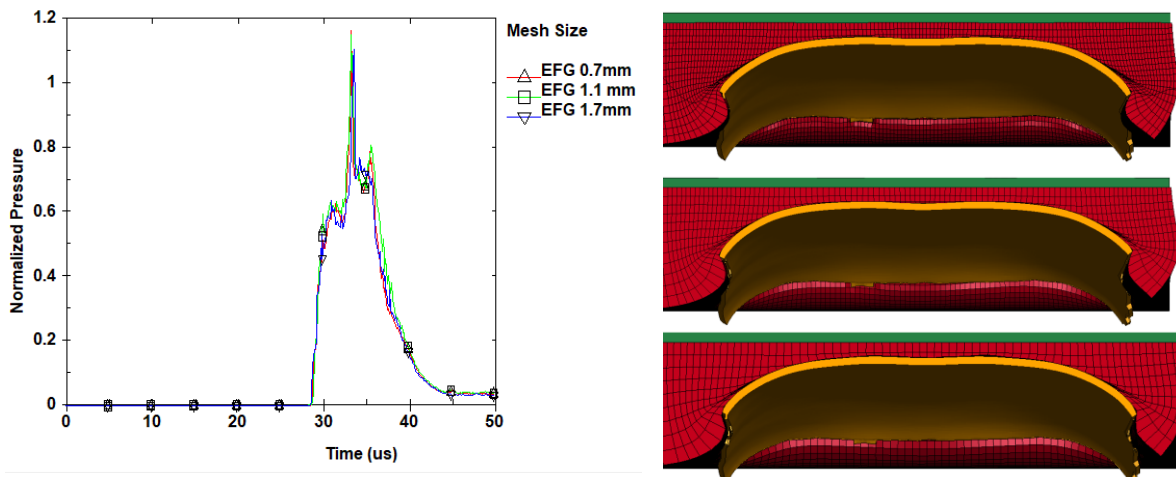 1.2
1
0.8
0.6
0.4
0.2
0
Normalized Pressure
0 10 20 30 40 50
Time (us)
Mesh Size
EFG 0.7mm
EFG 1.1 mm
EFG 1.7mm